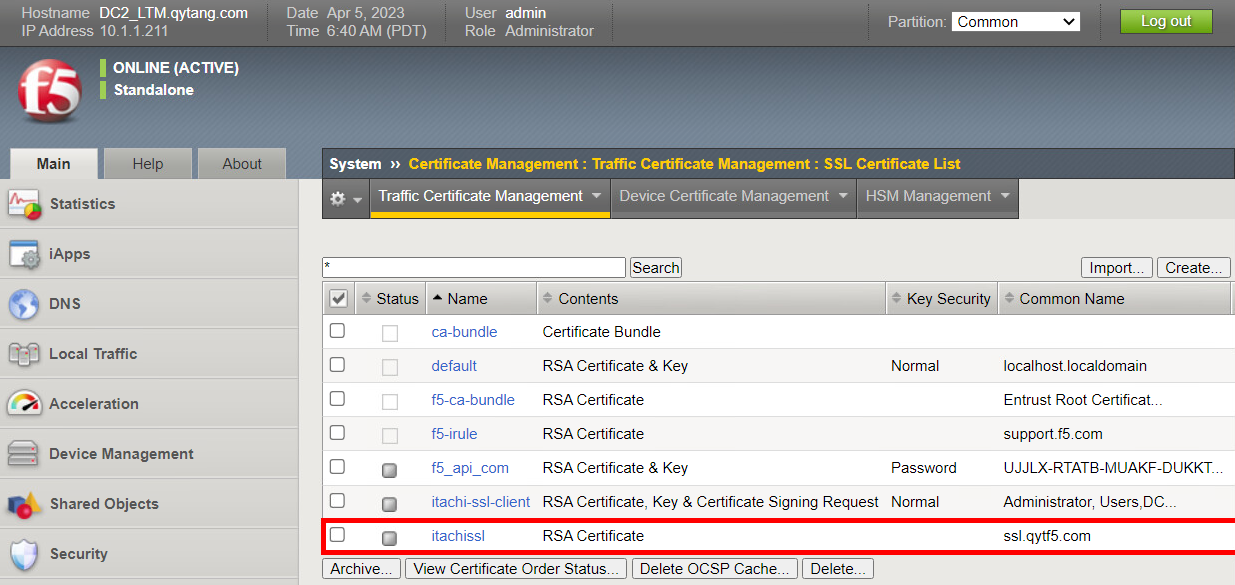 Hostname DC2_LTM.qytang.com Date Apr 5, 2023 User admin
IP Address 10.1.1.211 Time 6:40 AM (PDT) Role Administrator
Partition: Common Log out
f5
ONLINE (ACTIVE)
Standalone
Main Help About
System ›› Certificate Management : Traffic Certificate Management : SSL Certificate List
Traffic Certificate Management Device Certificate Management HSM Management
Statistics
iApps
DNS
Local Traffic
Acceleration
Device Management
Shared Objects
Security
* Search Import... Create...
Status Name Contents Key Security Common Name
ca-bundle Certificate Bundle
default RSA Certificate & Key Normal localhost.localdomain
f5-ca-bundle RSA Certificate Entrust Root Certificat...
f5-irule RSA Certificate support.f5.com
f5_api_com RSA Certificate & Key Password UJJLX-RTATB-MUAKF-DUKKT...
itachi-ssl-client RSA Certificate, Key & Certificate Signing Request Normal Administrator, Users,DC...
itachissl RSA Certificate ssl.qytf5.com
Archive... View Certificate Order Status... Delete OCSP Cache... Delete...